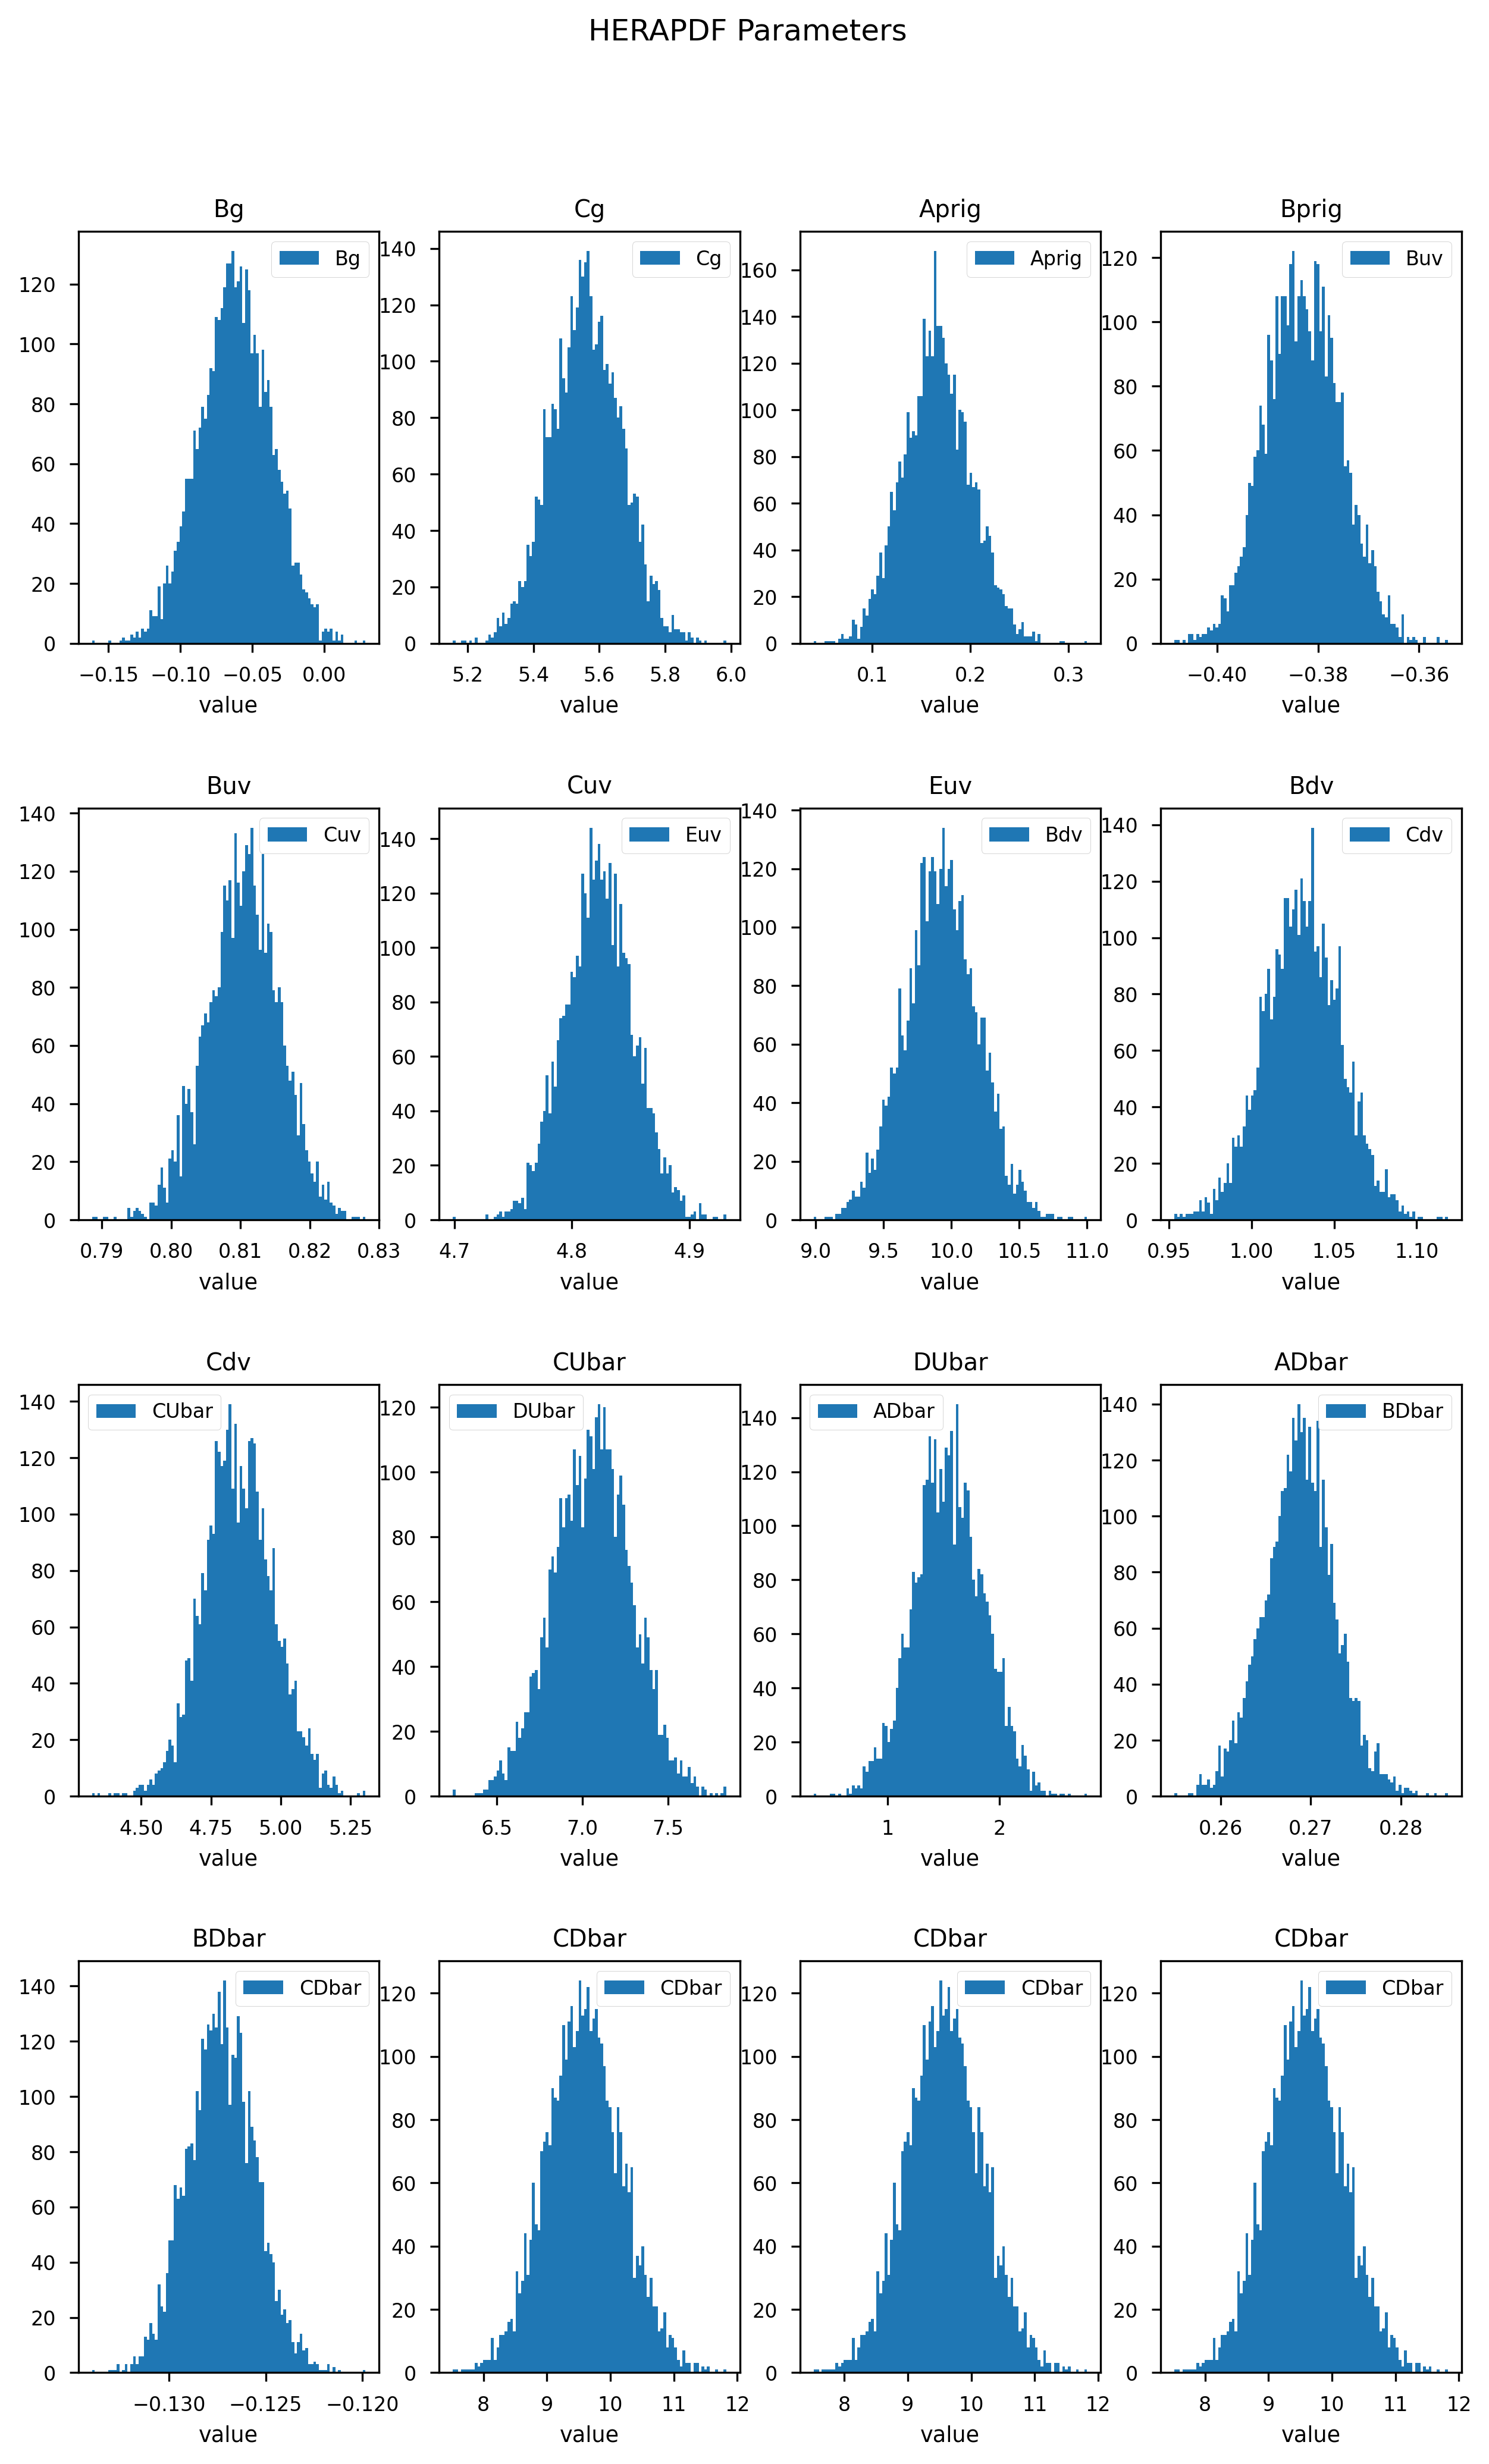 HERAPDF Parameters
Bg Cg Aprig Bprig
Bg Cg Aprig Buv
0 20 40 60 80 100 120
0 20 40 60 80 100 120 140
0 20 40 60 80 100 120 140 160
0 20 40 60 80 100 120
−0.15 −0.10 −0.05 0.00
5.2 5.4 5.6 5.8 6.0
0.1 0.2 0.3
−0.40 −0.38 −0.36
value value value value
Buv Cuv Euv Bdv
Cuv Euv Bdv Cdv
0 20 40 60 80 100 120 140
0 20 40 60 80 100 120 140
0 20 40 60 80 100 120 140
0 20 40 60 80 100 120 140
0.79 0.80 0.81 0.82 0.83
4.7 4.8 4.9
9.0 9.5 10.0 10.5 11.0
0.95 1.00 1.05 1.10
value value value value
Cdv CUbar DUbar ADbar
CUbar DUbar ADbar BDbar
0 20 40 60 80 100 120 140
0 20 40 60 80 100 120
0 20 40 60 80 100 120 140
0 20 40 60 80 100 120 140
4.50 4.75 5.00 5.25
6.5 7.0 7.5
1 2
0.26 0.27 0.28
value value value value
BDbar CDbar CDbar CDbar
CDbar CDbar CDbar CDbar
0 20 40 60 80 100 120 140
0 20 40 60 80 100 120
0 20 40 60 80 100 120
0 20 40 60 80 100 120
−0.130 −0.125 −0.120
8 9 10 11 12
8 9 10 11 12
8 9 10 11 12
value value value value